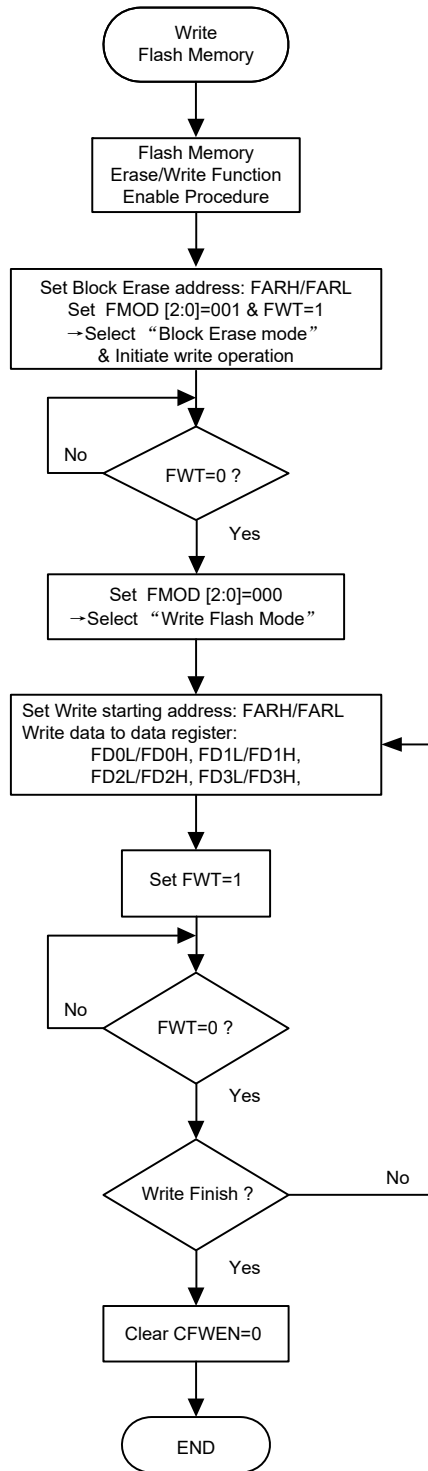 Write
Flash Memory
Flash Memory
Erase/Write Function
Enable Procedure
Set Block Erase address: FARH/FARL
Set FMOD [2:0]=001 & FWT=1
→Select “Block Erase mode”
& Initiate write operation
No
FWT=0 ?
Yes
Set FMOD [2:0]=000
→Select “Write Flash Mode”
Set Write starting address: FARH/FARL
Write data to data register:
FD0L/FD0H, FD1L/FD1H,
FD2L/FD2H, FD3L/FD3H,
Set FWT=1
No
FWT=0 ?
Yes
Write Finish ?
No
Yes
Clear CFWEN=0
END